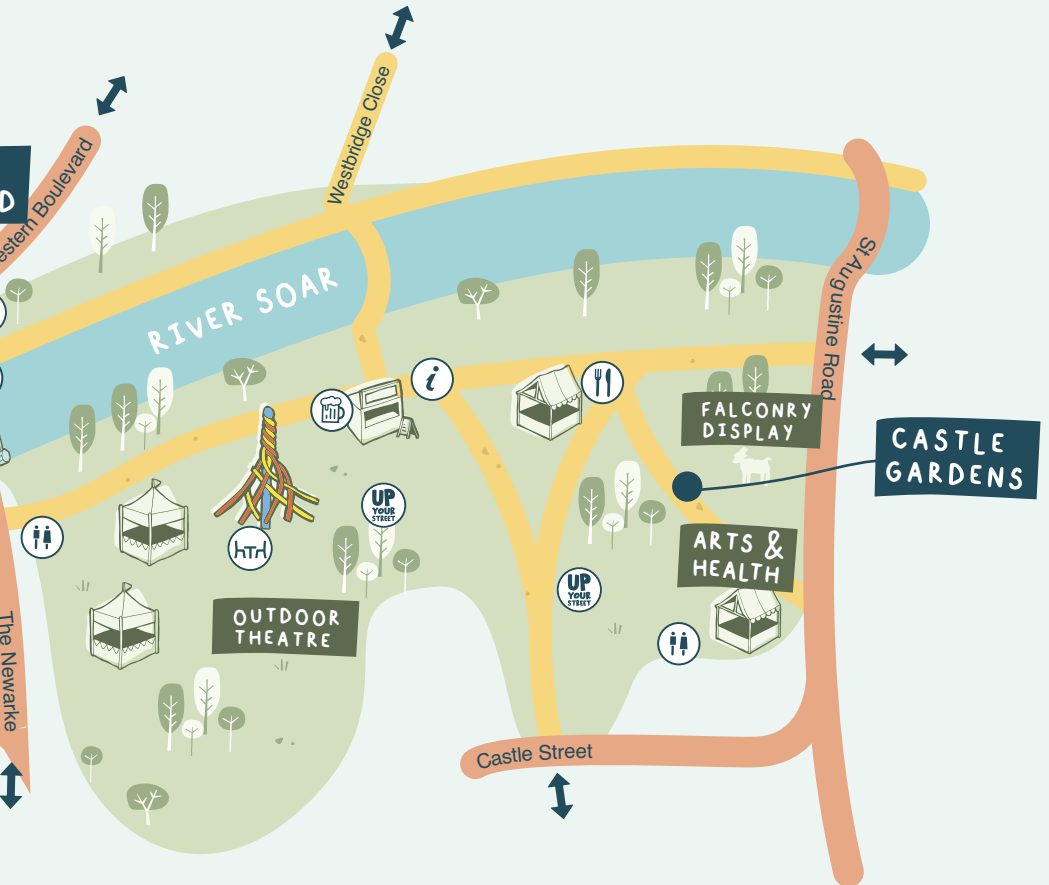 Westbridge Close
D
estern Boulevard
RIVER SOAR
St Augustine Road
i
FALCONRY
DISPLAY
CASTLE
GARDENS
UP
YOUR
STREET
ARTS &
HEALTH
UP
YOUR
STREET
OUTDOOR
THEATRE
The Newarke
Castle Street